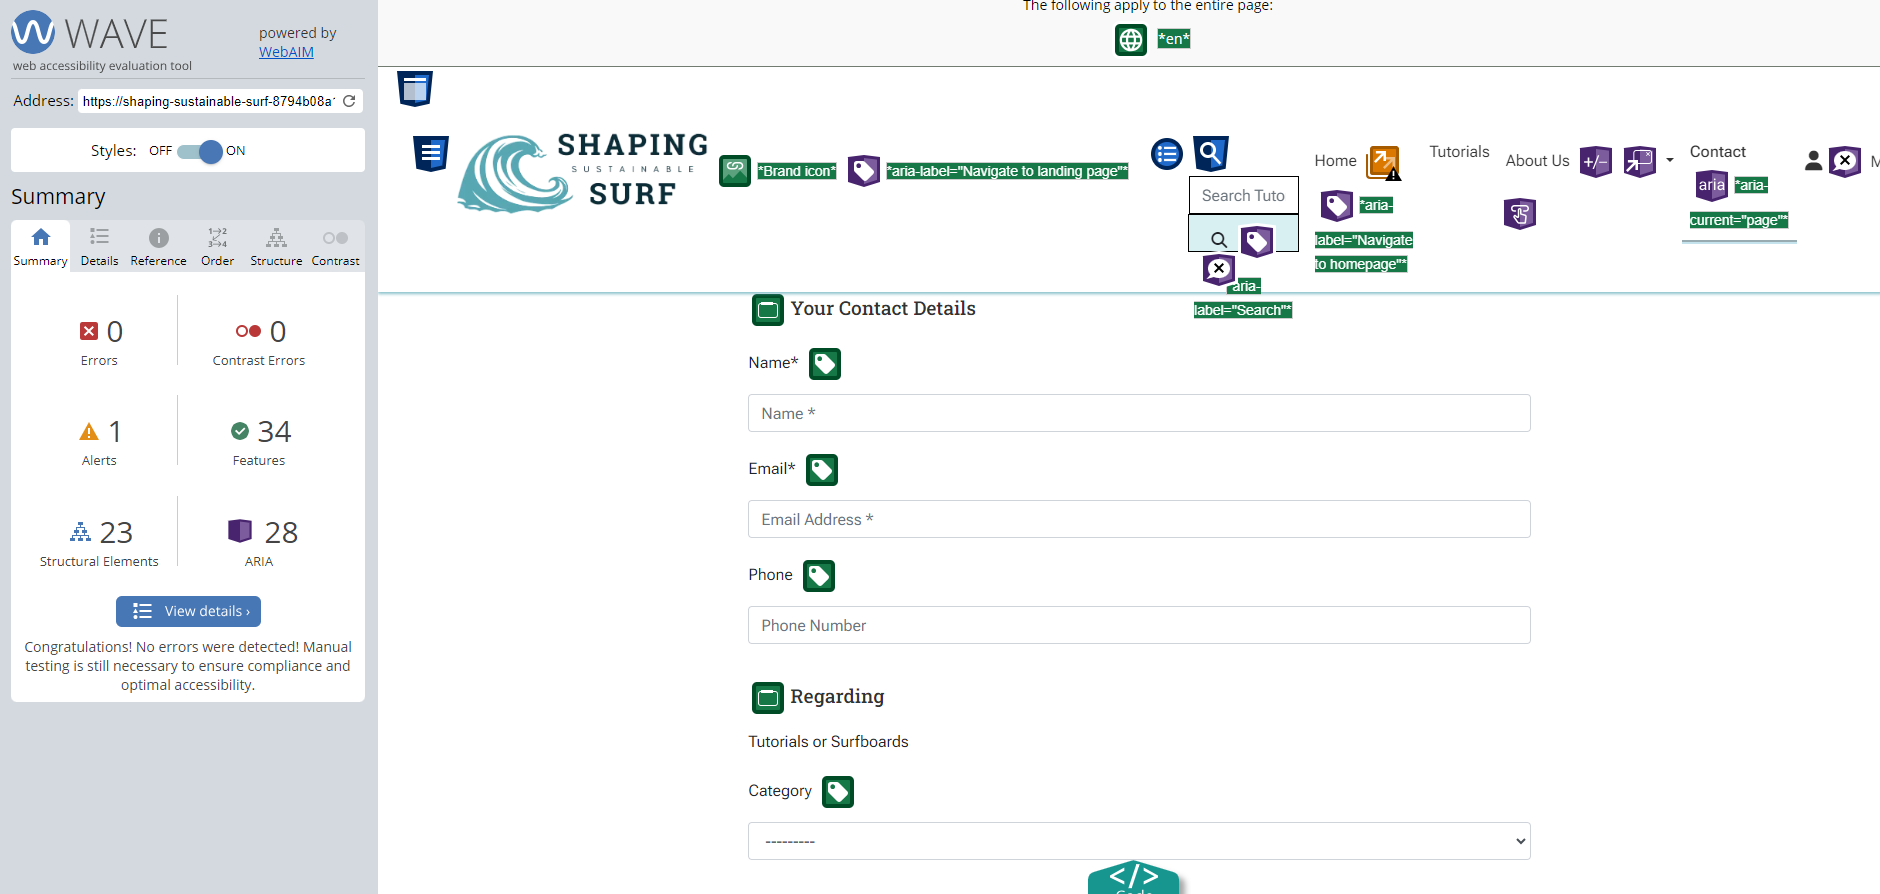 WAVE
powered by
WebAIM
web accessibility evaluation tool
Address: https://shaping-sustainable-surf-8794b08a
Styles: OFF ON
Summary
Summary Details Reference Order Structure Contrast
0
Errors
0
Contrast Errors
1
Alerts
34
Features
23
Structural Elements
28
ARIA
View details ›
Congratulations! No errors were detected! Manual
testing is still necessary to ensure compliance and
optimal accessibility.
The following apply to the entire page:
*en*
SHAPING
SUSTAINABLE
SURF
*Brand icon*
*aria-label="Navigate to landing page"*
Search Tuto
*aria-
label="Search"*
Home
*aria-
label="Navigate
to homepage"*
Tutorials
About Us
+/-
Contact
aria *aria-
current="page"*
M
Your Contact Details
Name*
Name *
Email*
Email Address *
Phone
Phone Number
Regarding
Tutorials or Surfboards
Category
---------
</>